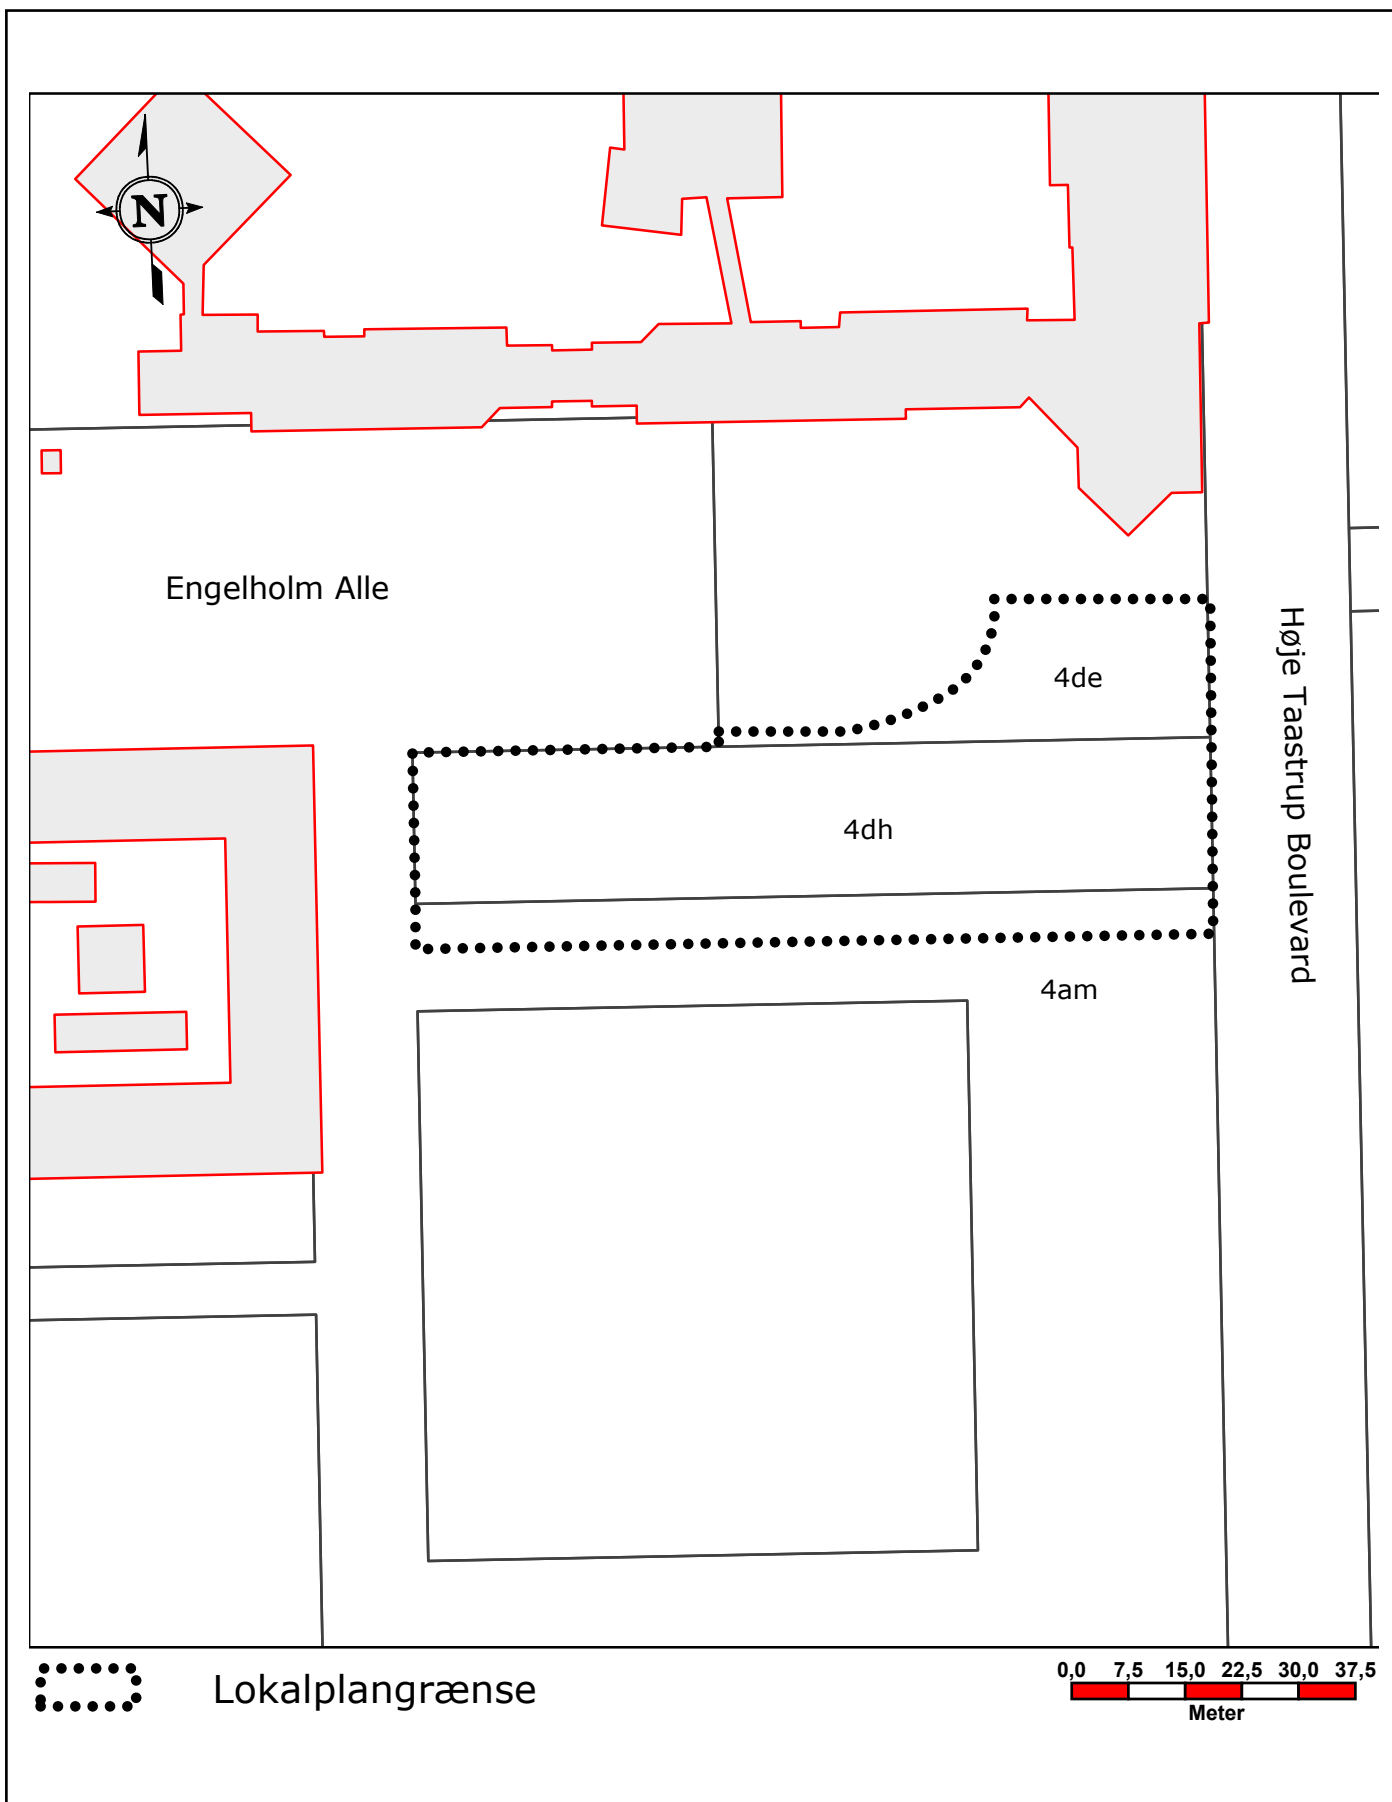 N
Engelholm Alle
4de
Høje Taastrup Boulevard
4dh
4am
Lokalplangrænse
0,0 7,5 15,0 22,5 30,0 37,5
Meter